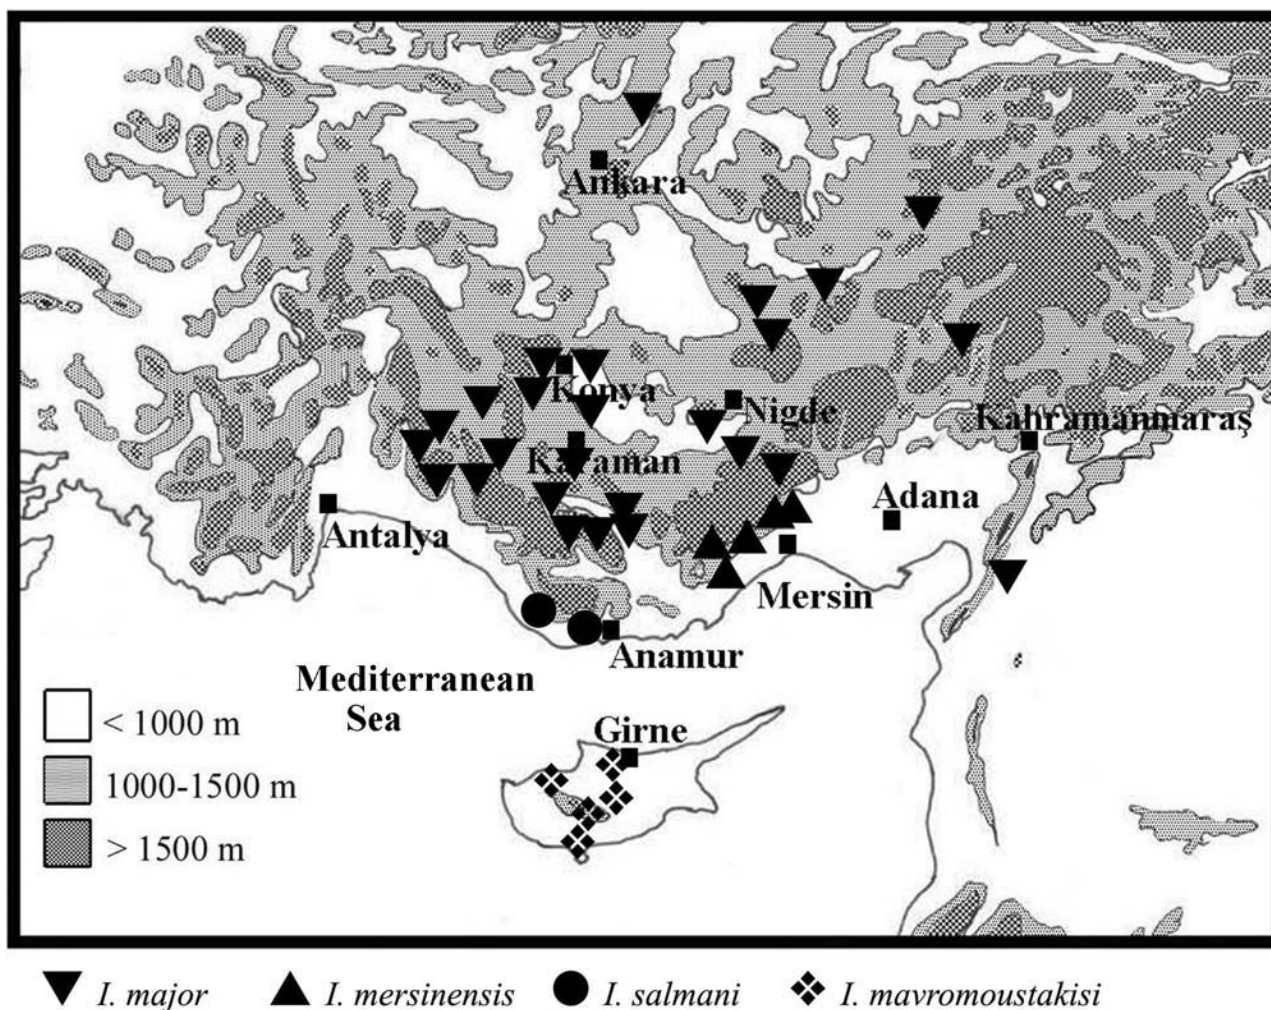 Ankara
Konya
Nigde
Kahramanmaraş
Karaman
Adana
Antalya
Mersin
Anamur
Mediterranean
Sea
Girne
< 1000 m
1000-1500 m
> 1500 m
I. major I. mersinensis I. salmani I. mavromoustakisi